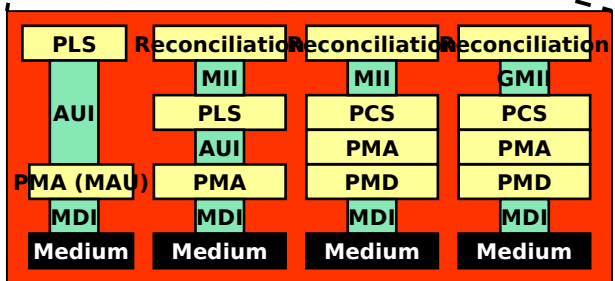 PLS Reconciliation Reconciliation Reconciliation
MII MII GMII
AUI PLS PCS PCS
AUI PMA PMA
PMA (MAU) PMA PMD PMD
MDI MDI MDI MDI
Medium Medium Medium Medium